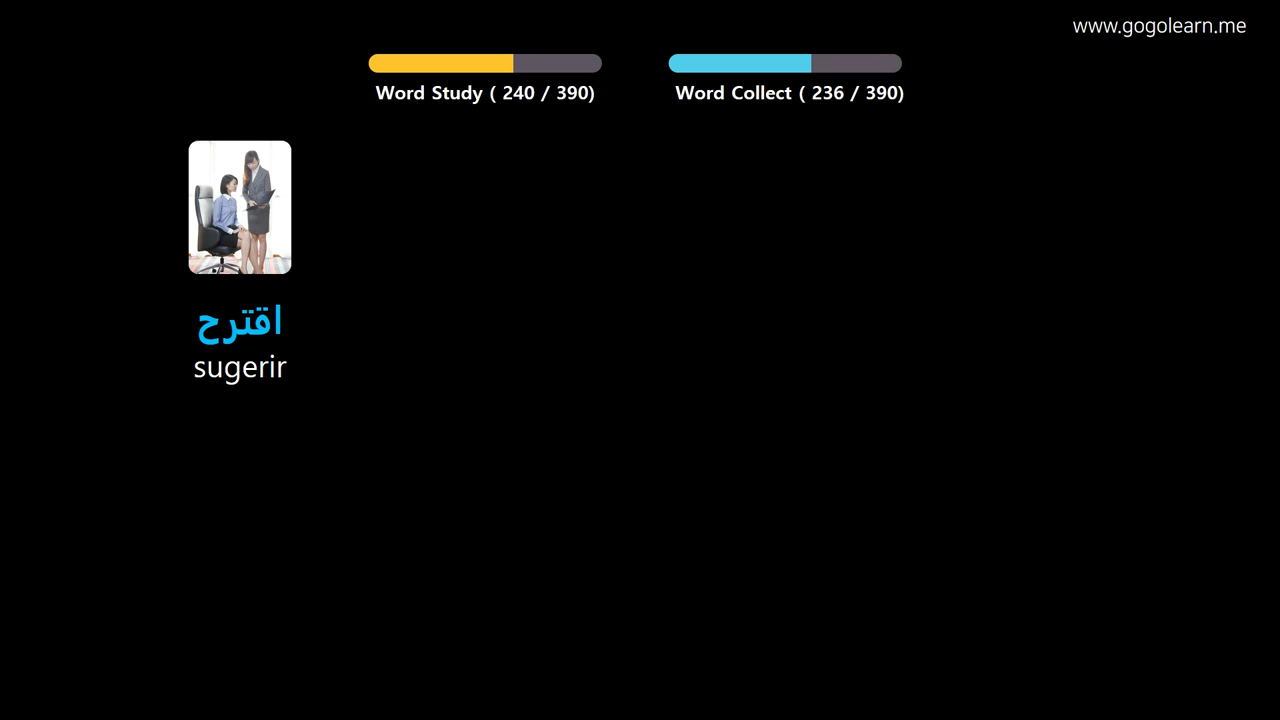 www.gogolearn.me
Word Study ( 240 / 390)
Word Collect ( 236 / 390)
اقترح
sugerir